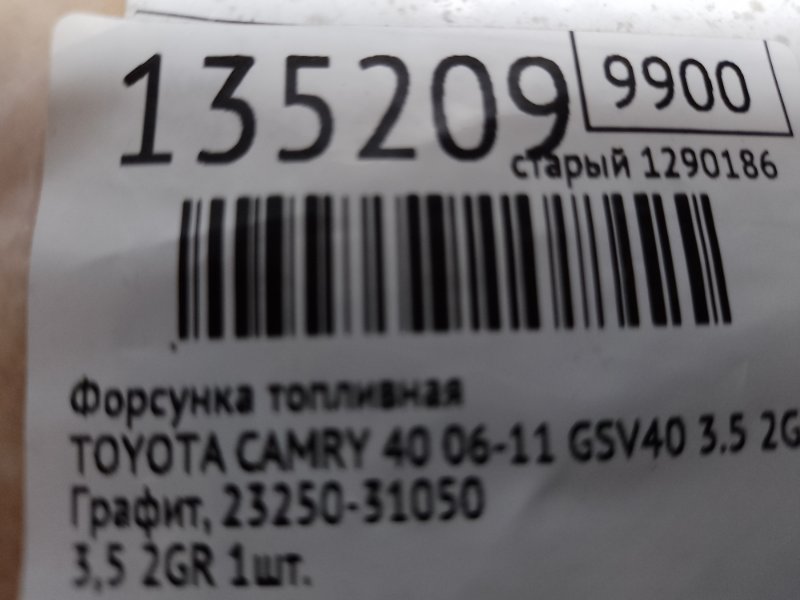 135209 9900
старый 1290186
Форсунка топливная
TOYOTA CAMRY 40 06-11 GSV40 3.5 2G
Графит, 23250-31050
3,5 2GR 1шт.